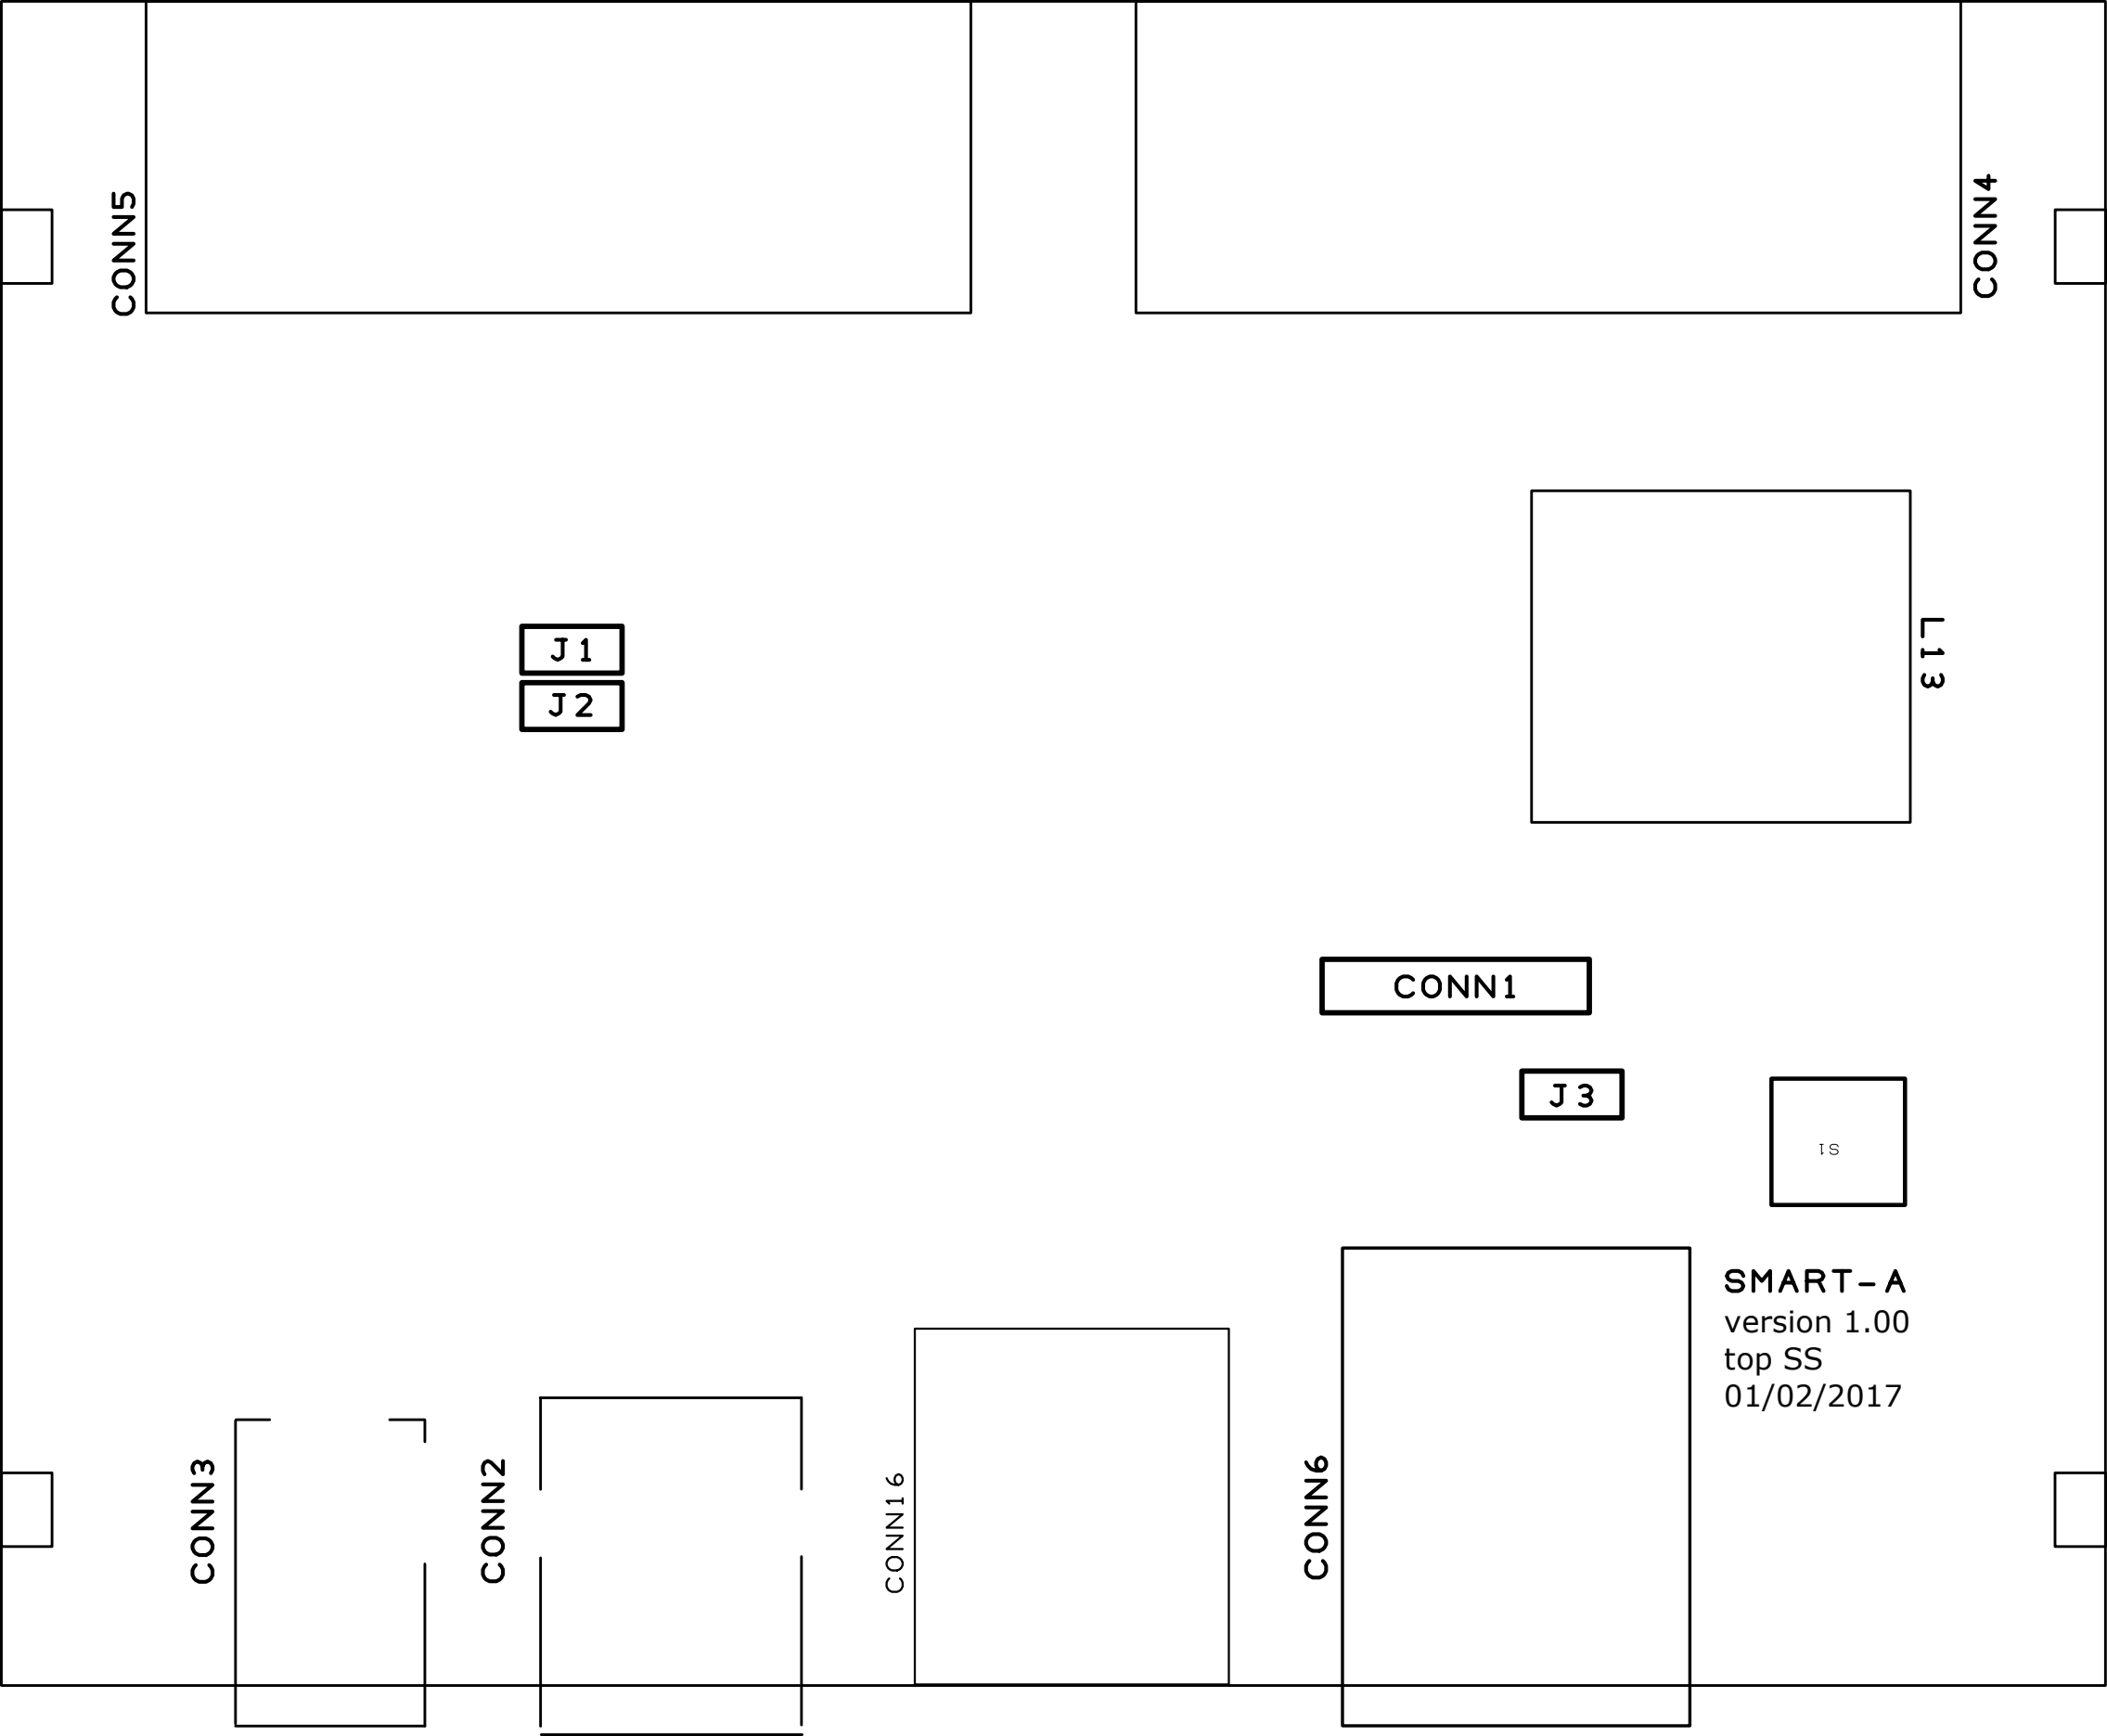 CONN5
CONN4
J1
J2
L13
CONN1
J3
S1
SMART-A
version 1.00
top SS
01/02/2017
CONN3
CONN2
CONN16
CONN6